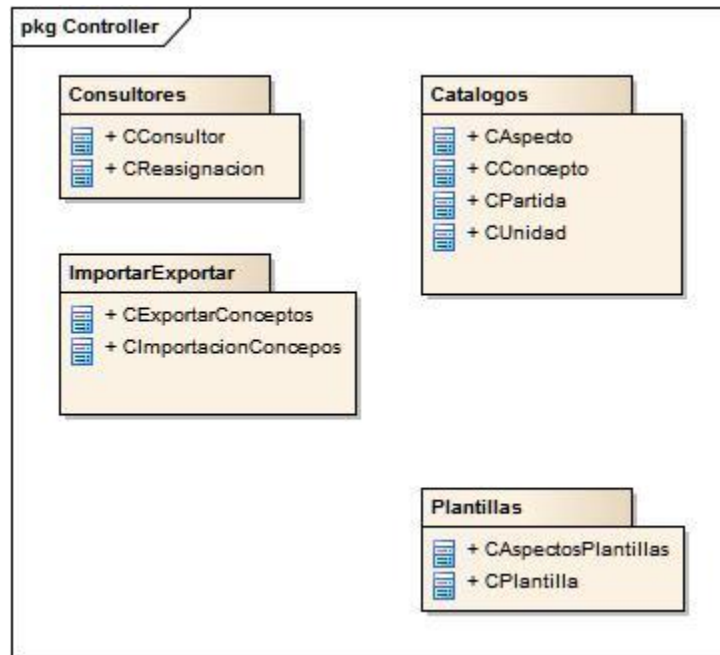 pkg Controller
Consultores
+ CConsultor
+ CReasignacion
Catalogos
+ CAspecto
+ CConcepto
+ CPartida
+ CUnidad
ImportarExportar
+ CExportarConceptos
+ CImportacionConcepos
Plantillas
+ CAspectosPlantillas
+ CPlantilla